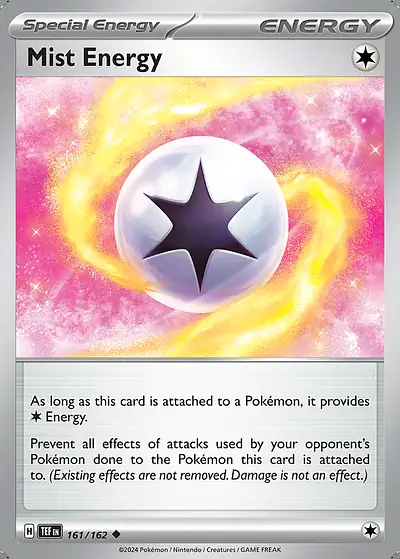 Special Energy
ENERGY
Mist Energy
As long as this card is attached to a Pokémon, it provides
✶ Energy.
Prevent all effects of attacks used by your opponent's
Pokémon done to the Pokémon this card is attached
to. (Existing effects are not removed. Damage is not an effect.)
H TEF EN 161/162 ◆
©2024 Pokémon / Nintendo / Creatures / GAME FREAK